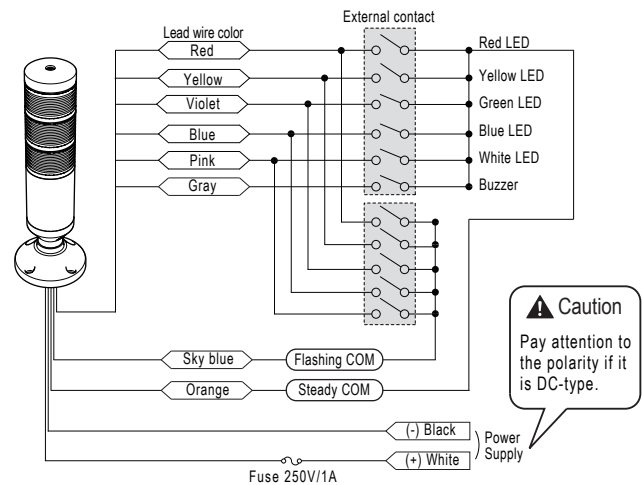 External contact
Lead wire color
Red
Red LED
Yellow
Yellow LED
Violet
Green LED
Blue
Blue LED
Pink
White LED
Gray
Buzzer
Caution
Pay attention to
the polarity if it
is DC-type.
Sky blue
Flashing COM
Orange
Steady COM
(-) Black
Power
Supply
(+) White
Fuse 250V/1A